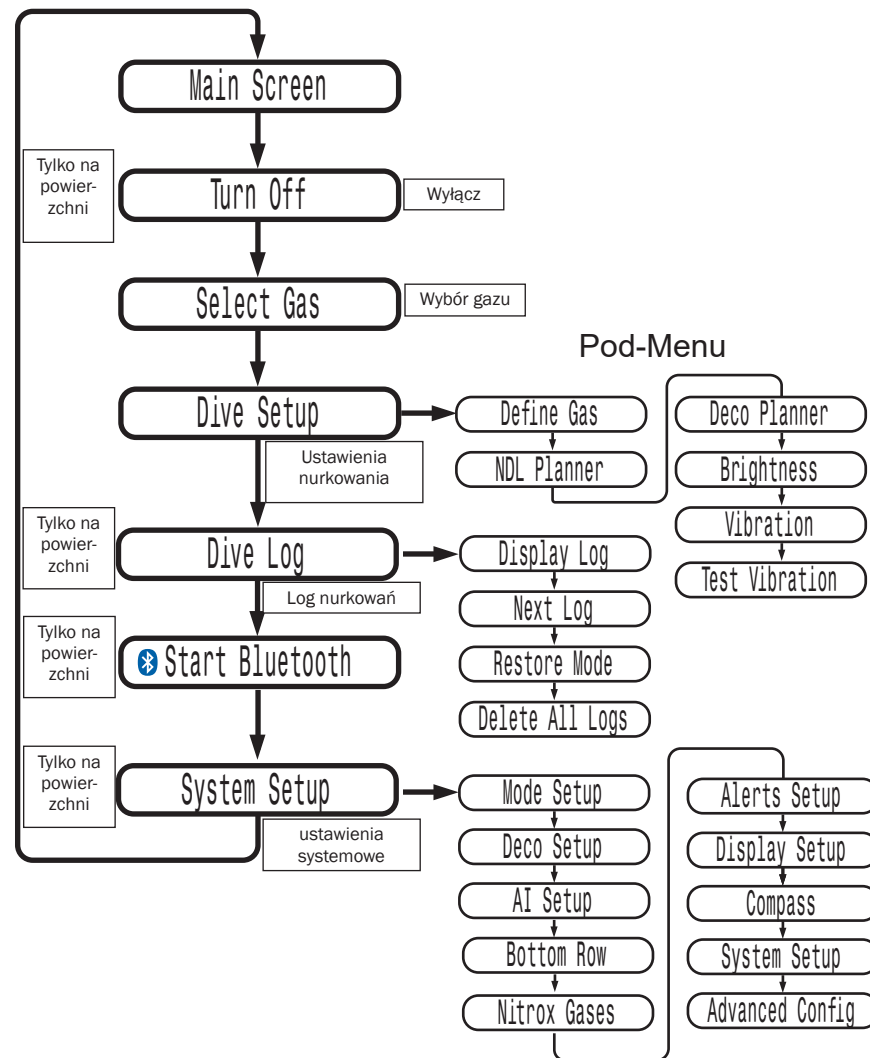 Main Screen
Tylko na
powier-
zchni
Turn Off
Wyłącz
Select Gas
Wybór gazu
Pod-Menu
Dive Setup
Ustawienia
nurkowania
Define Gas
NDL Planner
Deco Planner
Brightness
Vibration
Test Vibration
Tylko na
powier-
zchni
Dive Log
Log nurkowań
Display Log
Next Log
Restore Mode
Delete All Logs
Tylko na
powier-
zchni
Start Bluetooth
Tylko na
powier-
zchni
System Setup
ustawienia
systemowe
Mode Setup
Deco Setup
AI Setup
Bottom Row
Nitrox Gases
Alerts Setup
Display Setup
Compass
System Setup
Advanced Config